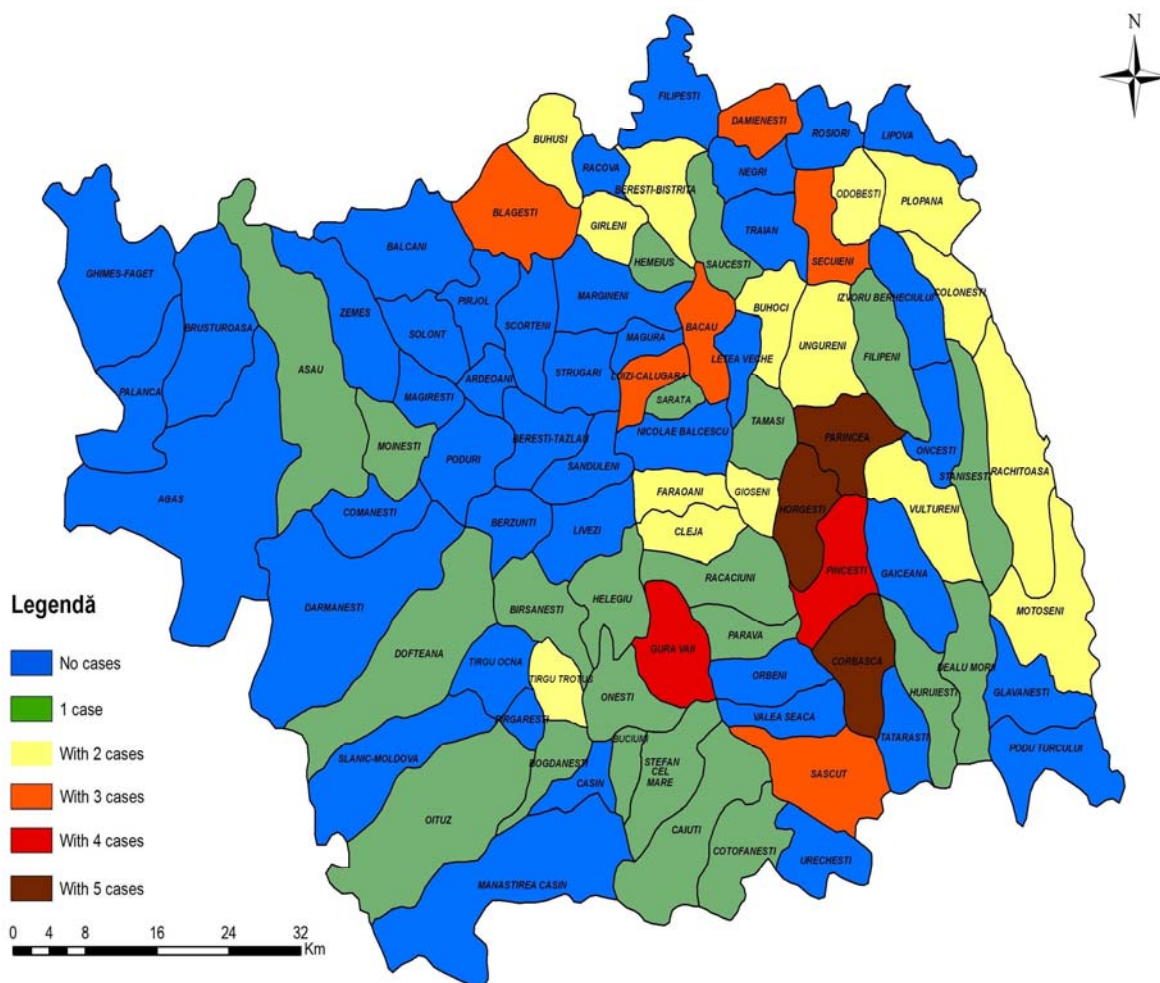 N
FILIPESTI
DAMIENESTI
ROSIORI
LIPOVA
BUHUSI
RACOVA
BERESTI-BISTRITA
NEGRI
ODOBESTI
PLOPANA
BLAGESTI
GIRLENI
TRAIAN
BALCANI
HEMEIUS
SAUCESTI
SECUIENI
GHIMES-FAGET
IZVORU BERHECIULUI
COLONESTI
PIRJOL
MARGINENI
BRUSTUROASA
ZEMES
SOLONT
SCORTENI
BUHOCI
BACAU
MAGURA
UNGURENI
LETEA VECHE
FILIPENI
ASAU
STRUGARI
LUIZI-CALUGARA
ARDEOANI
PALANCA
MAGIRESTI
SARATA
TAMASI
PARINCEA
NICOLAE BALCESCU
MOINESTI
BERESTI-TAZLAU
PODURI
SANDULENI
ONCESTI
STANISESTI
RACHITOASA
AGAS
FARAOANI
GIOSENI
VULTURENI
HORGESTI
COMANESTI
BERZUNTI
LIVEZI
CLEJA
PINCESTI
GAICEANA
RACACIUNI
DARMANESTI
HELEGIU
BIRSANESTI
MOTOSENI
PARAVA
GURA VAII
DOFTEANA
TIRGU OCNA
CORBASCA
DEALU MORII
TIRGU TROTUS
ORBENI
ONESTI
HURUIESTI
GLAVANESTI
TIRGARESTI
VALEA SEACA
TATARASTI
PODU TURCULUI
SLANIC-MOLDOVA
BUCIUM
BOGDANESTI
STEFAN
CEL
MARE
CASIN
SASCUT
OITUZ
CAIUTI
COTOFANESTI
URECHESTI
MANASTIREA CASIN
Legendă
No cases
1 case
With 2 cases
With 3 cases
With 4 cases
With 5 cases
0 4 8 16 24 32
Km